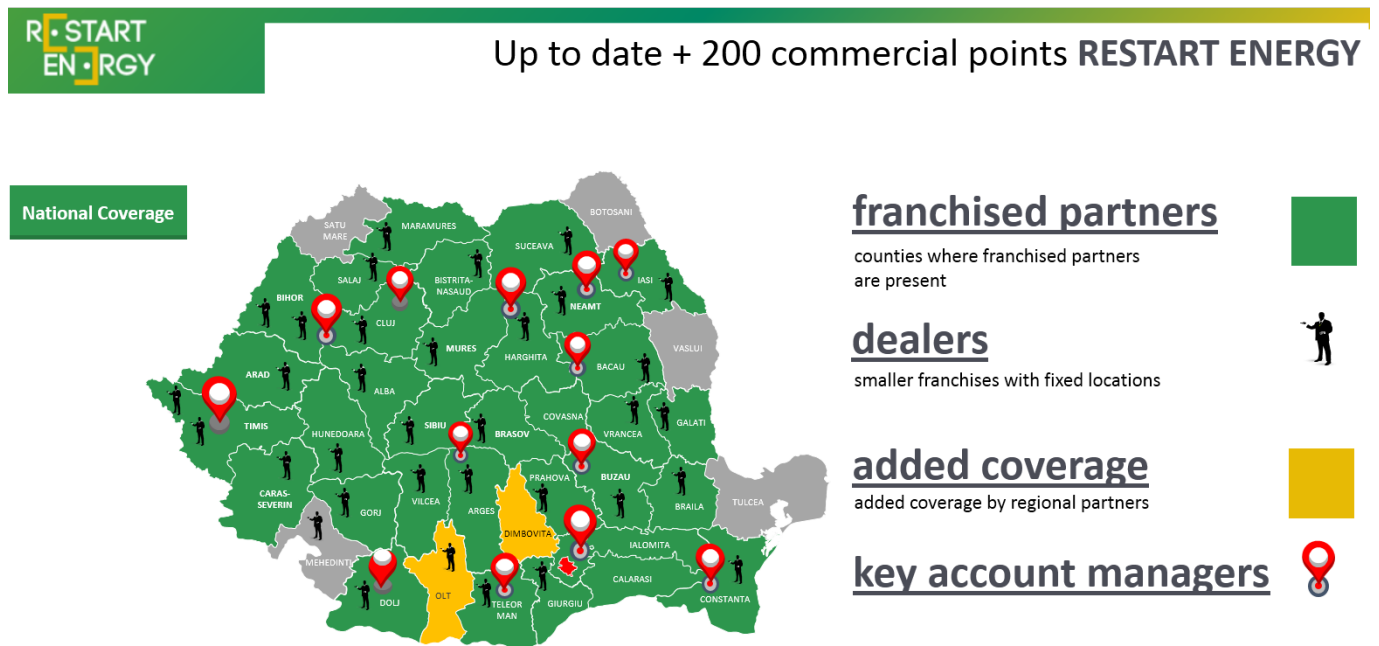 RESTART
ENERGY
Up to date + 200 commercial points RESTART ENERGY
National Coverage
SATU
MARE
MARAMURES
BOTOSANI
SUCEAVA
SALAJ
BISTRITA-
NASAUD
IASI
BIHOR
NEAMT
CLUJ
MURES
HARGHITA
BACAU
VASLUI
ARAD
ALBA
TIMIS
HUNEDOARA
SIBIU
BRASOV
COVASNA
VRANCEA
GALATI
CARAS-
SEVERIN
GORJ
VILCEA
ARGES
PRAHOVA
BUZAU
BRAILA
TULCEA
DIMBOVITA
MEHEDINTI
IALOMITA
CALARASI
DOLJ
OLT
TELEOR
MAN
GIURGIU
CONSTANTA
franchised partners
counties where franchised partners
are present
dealers
smaller franchises with fixed locations
added coverage
added coverage by regional partners
key account managers